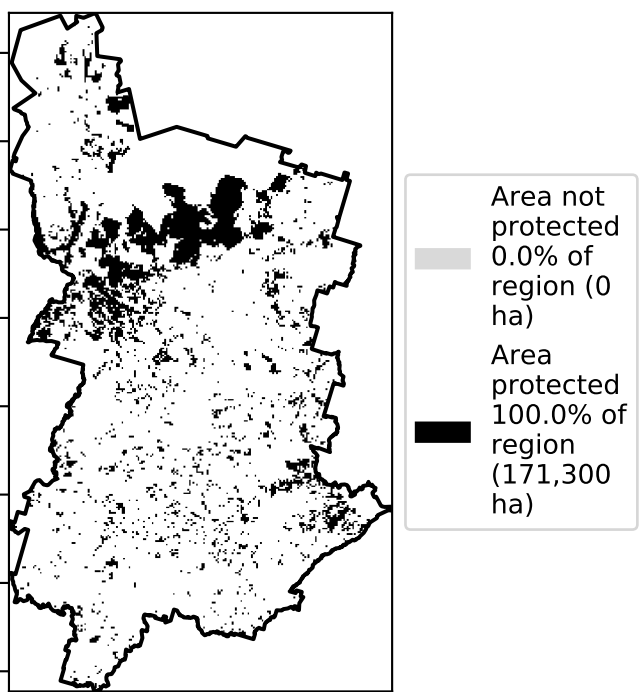 Area not
protected
0.0% of
region (0
ha)
Area
protected
100.0% of
region
(171,300
ha)